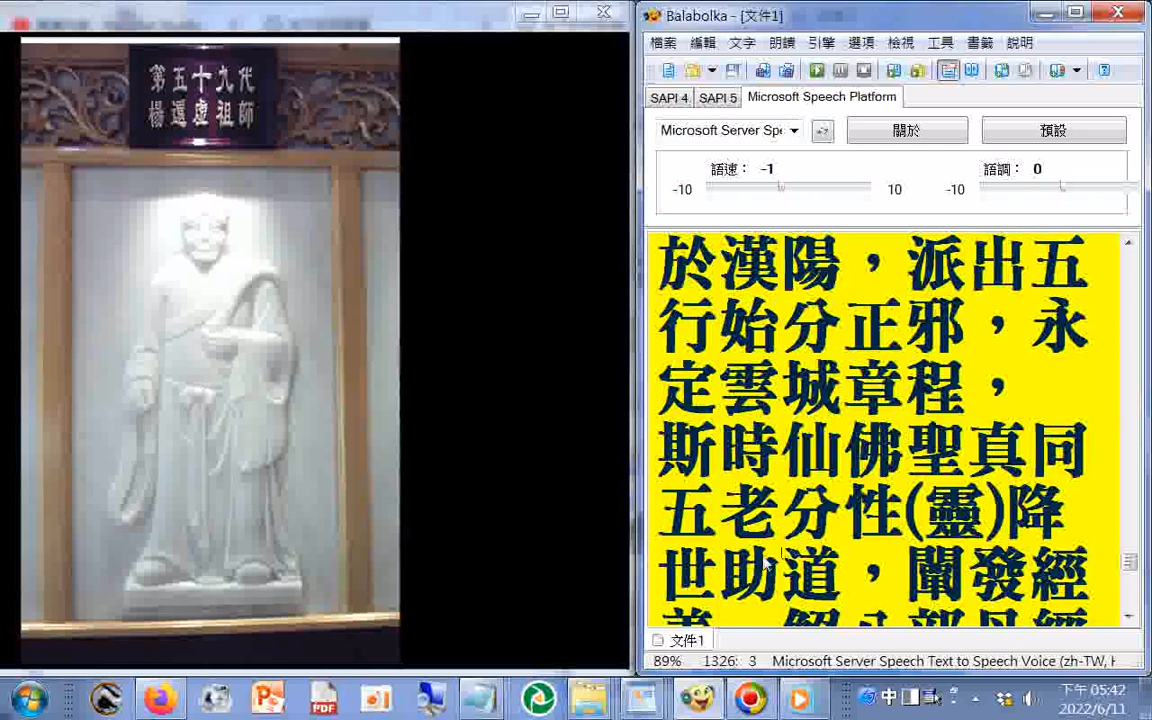 第五十九代
楊還虛祖師
Balabolka - [文件1]
檔案 編輯 文字 朗讀 引擎 選項 檢視 工具 書籤 說明
SAPI 4 SAPI 5 Microsoft Speech Platform
Microsoft Server Spe
關於
預設
語速： -1
語調： 0
-10 10 -10
於漢陽，派出五
行始分正邪，永
定雲城章程，
斯時仙佛聖真同
五老分性(靈)降
世助道，闡發經
文件1
89% 1326: 3 Microsoft Server Speech Text to Speech Voice (zh-TW, H
PDF
中
下午 05:42
2022/6/11